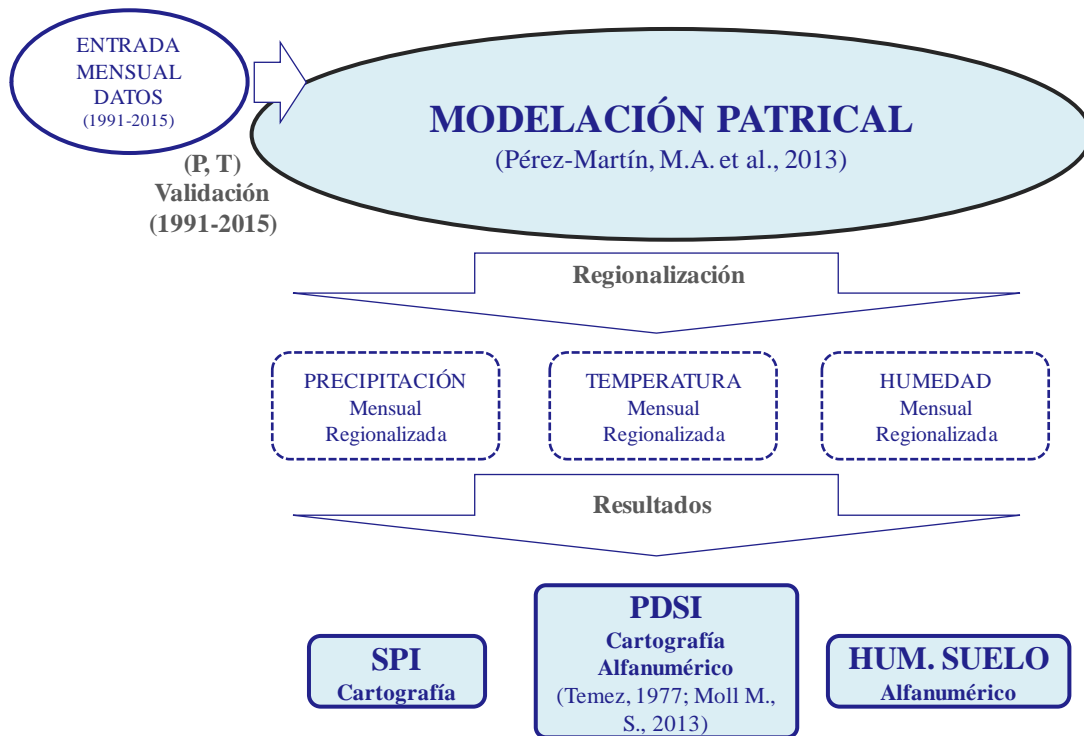 ENTRADA
MENSUAL
DATOS
(1991-2015)
(P, T)
Validación
(1991-2015)
MODELACIÓN PATRICAL
(Pérez-Martín, M.A. et al., 2013)
Regionalización
PRECIPITACIÓN
Mensual
Regionalizada
TEMPERATURA
Mensual
Regionalizada
HUMEDAD
Mensual
Regionalizada
Resultados
SPI
Cartografía
PDSI
Cartografía
Alfanumérico
(Temez, 1977; Moll M.,
S., 2013)
HUM. SUELO
Alfanumérico